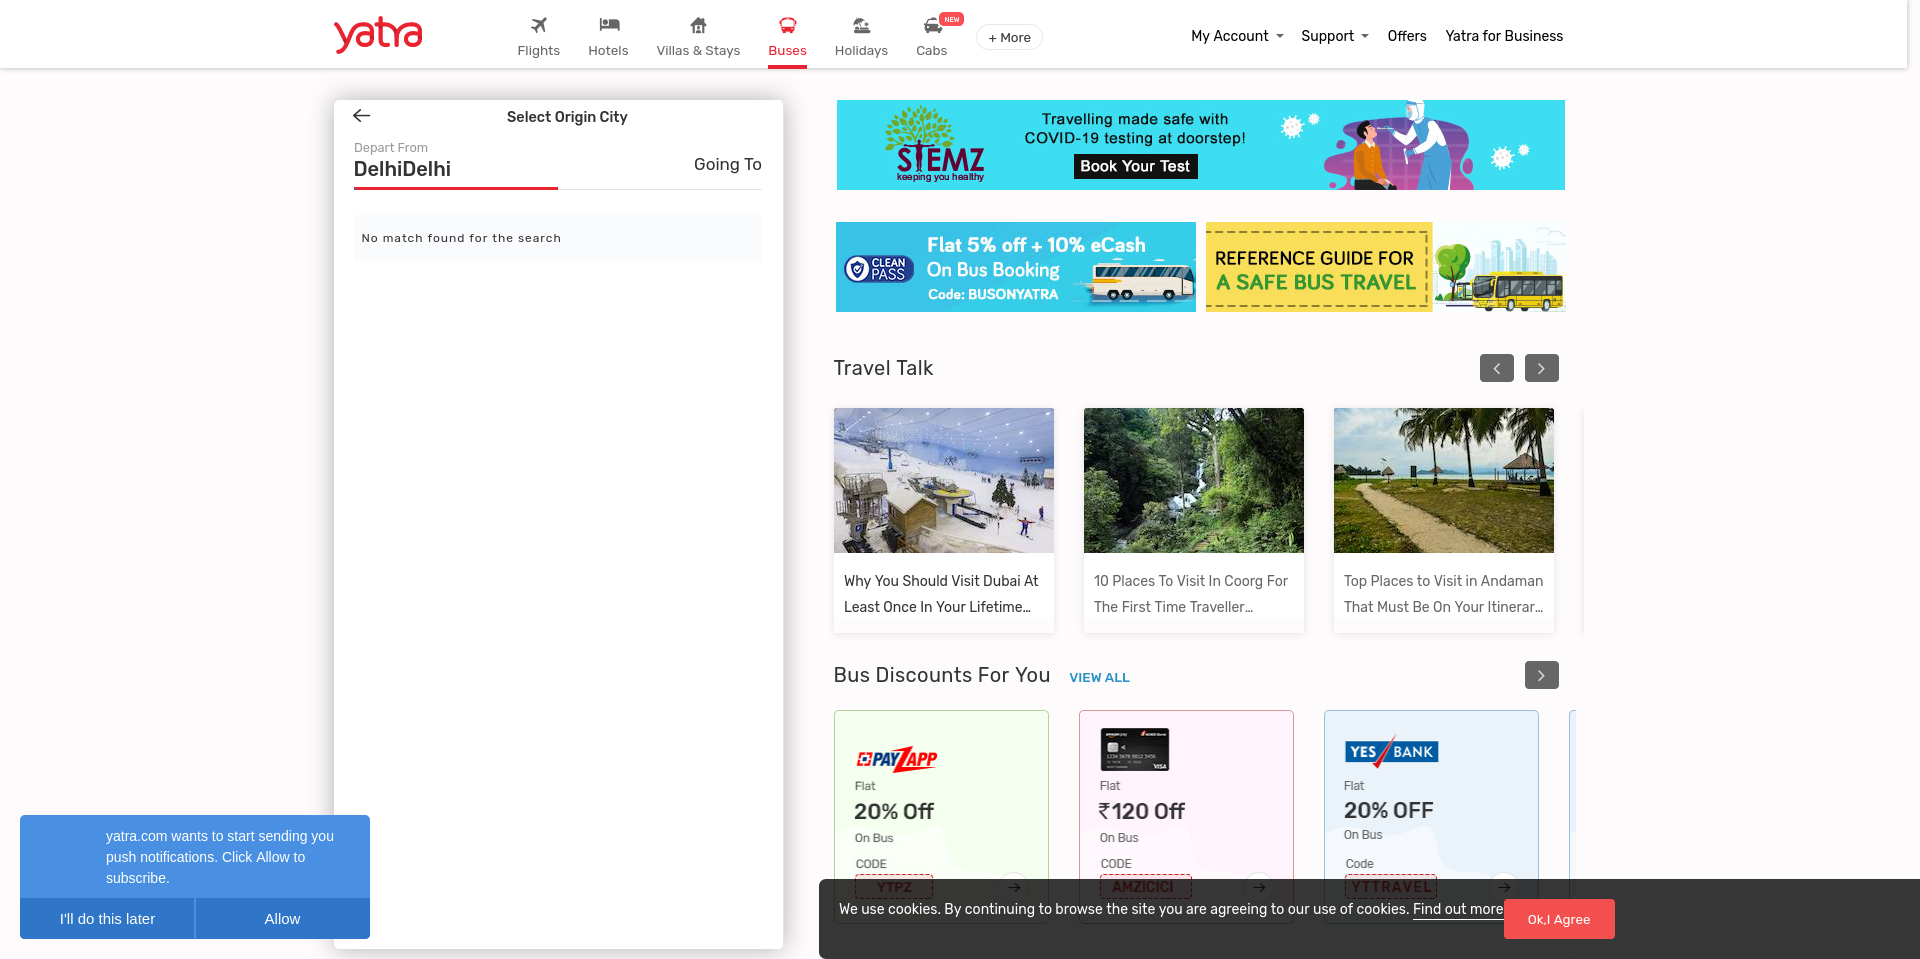 yatra
Flights
Hotels
Villas & Stays
Buses
Holidays
NEW
Cabs
+ More
My Account
Support
Offers
Yatra for Business
Select Origin City
Depart From
DelhiDelhi
Going To
No match found for the search
STEMZ
keeping you healthy
Travelling made safe with
COVID-19 testing at doorstep!
Book Your Test
CLEAN
PASS
Flat 5% off + 10% eCash
On Bus Booking
Code: BUSONYATRA
REFERENCE GUIDE FOR
A SAFE BUS TRAVEL
Travel Talk
Why You Should Visit Dubai At
Least Once In Your Lifetime...
10 Places To Visit In Coorg For
The First Time Traveller...
Top Places to Visit in Andaman
That Must Be On Your Itinerar...
Bus Discounts For You
VIEW ALL
PAYZAPP
Flat
20% Off
On Bus
CODE
YTPZ
VISA
Flat
₹120 Off
On Bus
CODE
AMZICICI
YES BANK
Flat
20% OFF
On Bus
Code
YTTRAVEL
yatra.com wants to start sending you
push notifications. Click Allow to
subscribe.
I'll do this later
Allow
We use cookies. By continuing to browse the site you are agreeing to our use of cookies. Find out more
Ok,I Agree